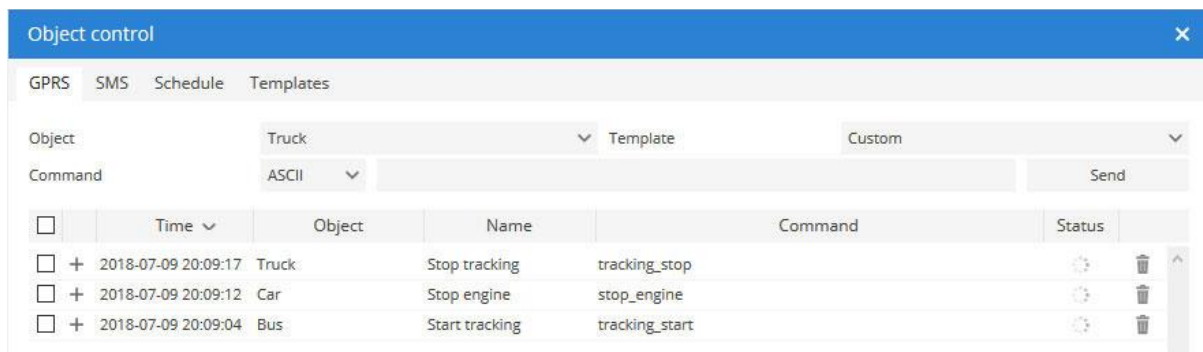 Object control
GPRS SMS Schedule Templates
Object Truck Template Custom
Command ASCII Send
Time Object Name Command Status
2018-07-09 20:09:17 Truck Stop tracking tracking_stop
2018-07-09 20:09:12 Car Stop engine stop_engine
2018-07-09 20:09:04 Bus Start tracking tracking_start